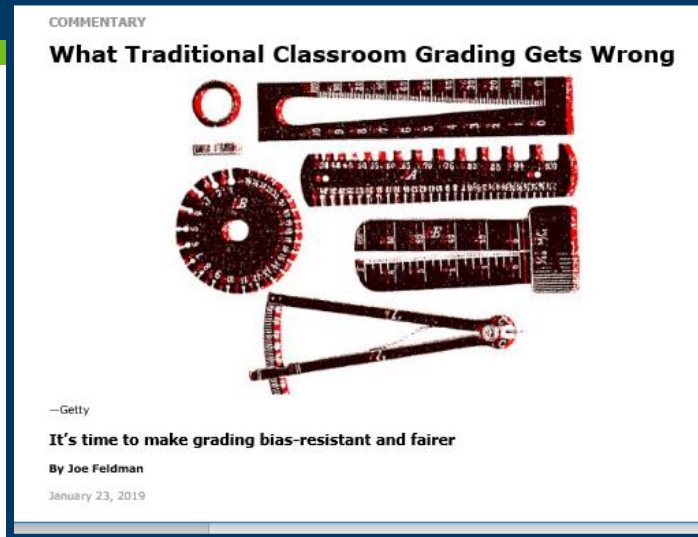 COMMENTARY
What Traditional Classroom Grading Gets Wrong
—Getty
It's time to make grading bias-resistant and fairer
By Joe Feldman
January 23, 2019